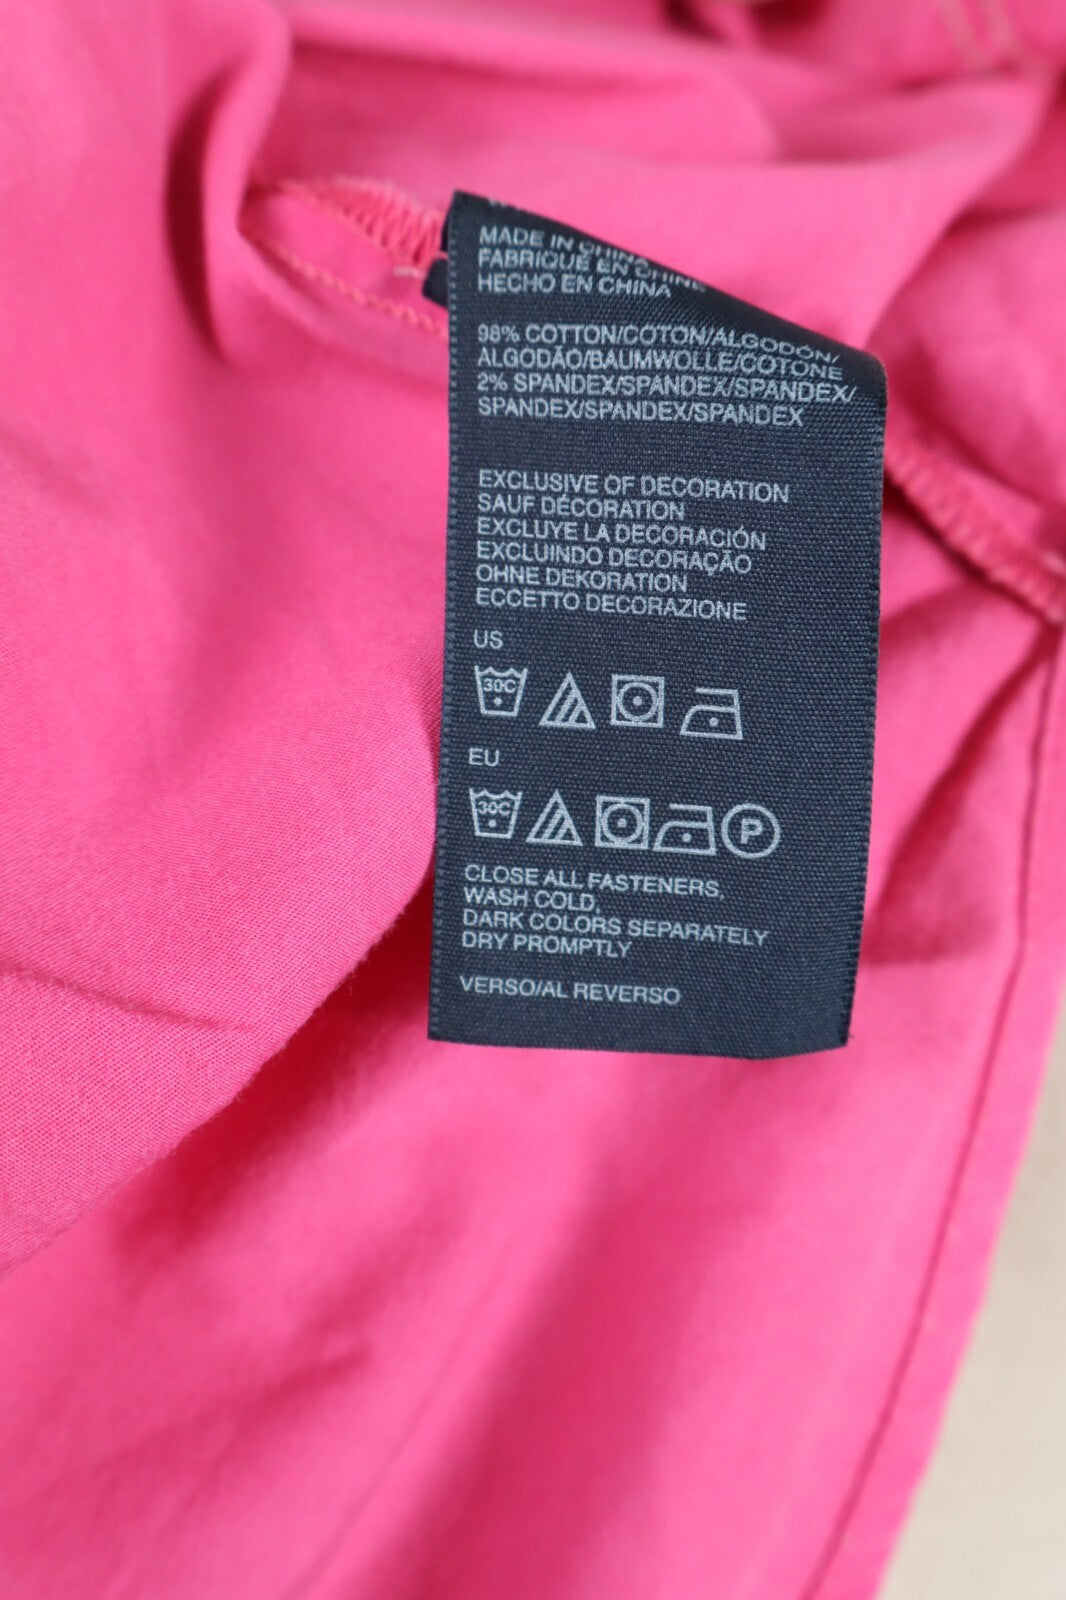 MADE IN CHINA
FABRIQUÉ EN CHINE
HECHO EN CHINA
98% COTTON/COTON/ALGODÓN/
ALGODÃO/BAUMWOLLE/COTONE
2% SPANDEX/SPANDEX/SPANDEX/
SPANDEX/SPANDEX/SPANDEX
EXCLUSIVE OF DECORATION
SAUF DÉCORATION
EXCLUYE LA DECORACIÓN
EXCLUINDO DECORAÇÃO
OHNE DEKORATION
ECCETTO DECORAZIONE
US
30C
EU
30C P
CLOSE ALL FASTENERS,
WASH COLD,
DARK COLORS SEPARATELY
DRY PROMPTLY
VERSO/AL REVERSO